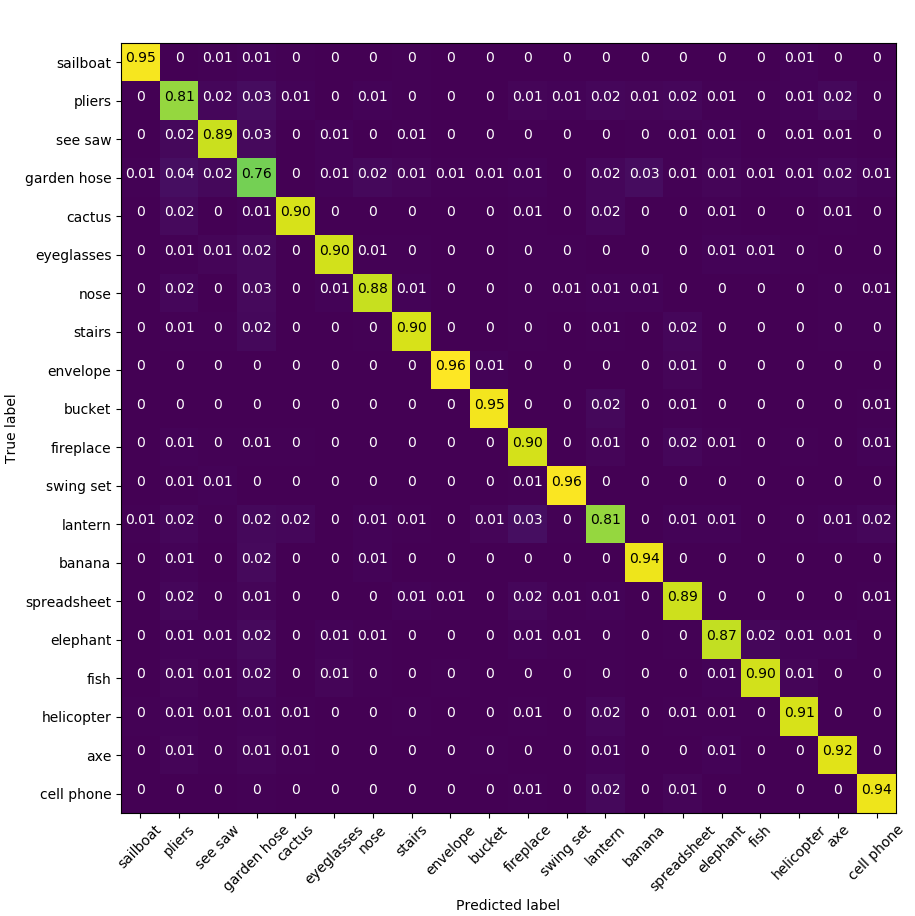 sailboat 0.95 0 0.01 0.01 0 0 0 0 0 0 0 0 0 0 0 0 0 0.01 0 0
pliers 0 0.81 0.02 0.03 0.01 0 0.01 0 0 0 0.01 0.01 0.02 0.01 0.02 0.01 0 0.01 0.02 0
see saw 0 0.02 0.89 0.03 0 0.01 0 0.01 0 0 0 0 0 0 0.01 0.01 0 0.01 0.01 0
garden hose 0.01 0.04 0.02 0.76 0 0.01 0.02 0.01 0.01 0.01 0.01 0 0.02 0.03 0.01 0.01 0.01 0.01 0.02 0.01
cactus 0 0.02 0 0.01 0.90 0 0 0 0 0 0.01 0 0.02 0 0 0.01 0 0 0.01 0
eyeglasses 0 0.01 0.01 0.02 0 0.90 0.01 0 0 0 0 0 0 0 0 0.01 0.01 0 0 0
nose 0 0.02 0 0.03 0 0.01 0.88 0.01 0 0 0 0.01 0.01 0.01 0 0 0 0 0 0.01
stairs 0 0.01 0 0.02 0 0 0 0.90 0 0 0 0 0.01 0 0.02 0 0 0 0 0
envelope 0 0 0 0 0 0 0 0 0.96 0.01 0 0 0 0 0.01 0 0 0 0 0
bucket 0 0 0 0 0 0 0 0 0 0.95 0 0 0.02 0 0.01 0 0 0 0 0.01
fireplace 0 0.01 0 0.01 0 0 0 0 0 0 0.90 0 0.01 0 0.02 0.01 0 0 0 0.01
swing set 0 0.01 0.01 0 0 0 0 0 0 0 0.01 0.96 0 0 0 0 0 0 0 0
lantern 0.01 0.02 0 0.02 0.02 0 0.01 0.01 0 0.01 0.03 0 0.81 0 0.01 0.01 0 0 0.01 0.02
banana 0 0.01 0 0.02 0 0 0.01 0 0 0 0 0 0 0.94 0 0 0 0 0 0
spreadsheet 0 0.02 0 0.01 0 0 0 0.01 0.01 0 0.02 0.01 0.01 0 0.89 0 0 0 0 0.01
elephant 0 0.01 0.01 0.02 0 0.01 0.01 0 0 0 0.01 0.01 0 0 0 0.87 0.02 0.01 0.01 0
fish 0 0.01 0.01 0.02 0 0.01 0 0 0 0 0 0 0 0 0 0.01 0.90 0.01 0 0
helicopter 0 0.01 0.01 0.01 0.01 0 0 0 0 0 0.01 0 0.02 0 0.01 0.01 0 0.91 0 0
axe 0 0.01 0 0.01 0.01 0 0 0 0 0 0 0 0.01 0 0 0.01 0 0 0.92 0
cell phone 0 0 0 0 0 0 0 0 0 0 0.01 0 0.02 0 0.01 0 0 0 0 0.94
True label
sailboat pliers see saw garden hose cactus eyeglasses nose stairs envelope bucket fireplace swing set lantern banana spreadsheet elephant fish helicopter axe cell phone
Predicted label